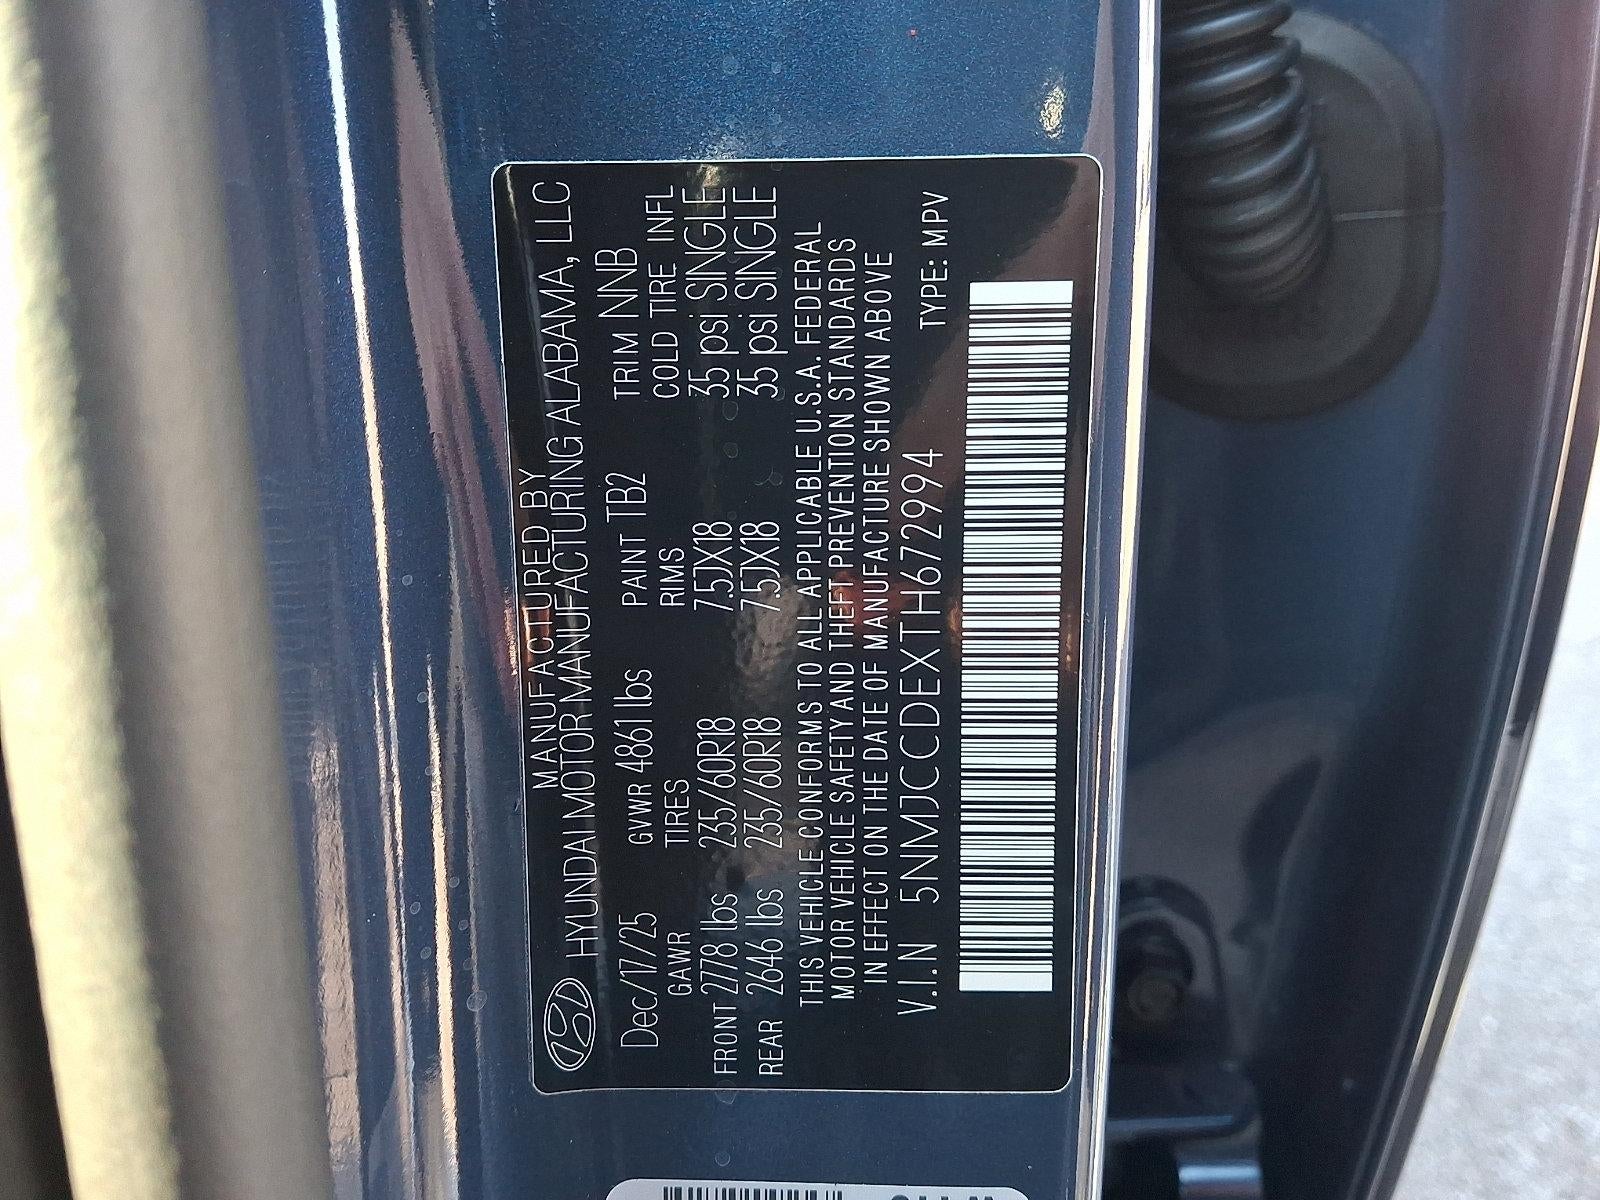 MANUFACTURED BY
HYUNDAI MOTOR MANUFACTURING ALABAMA, LLC
Dec/17/25 GVWR 4861 lbs PAINT TB2 TRIM NNB
GAWR TIRES RIMS COLD TIRE INFL
FRONT 2778 lbs 235/60R18 7.5JX18 35 psi SINGLE
REAR 2646 lbs 235/60R18 7.5JX18 35 psi SINGLE
THIS VEHICLE CONFORMS TO ALL APPLICABLE U.S.A. FEDERAL
MOTOR VEHICLE SAFETY AND THEFT PREVENTION STANDARDS
IN EFFECT ON THE DATE OF MANUFACTURE SHOWN ABOVE
V.I.N 5NMJCCDEXTH672994 TYPE: MPV